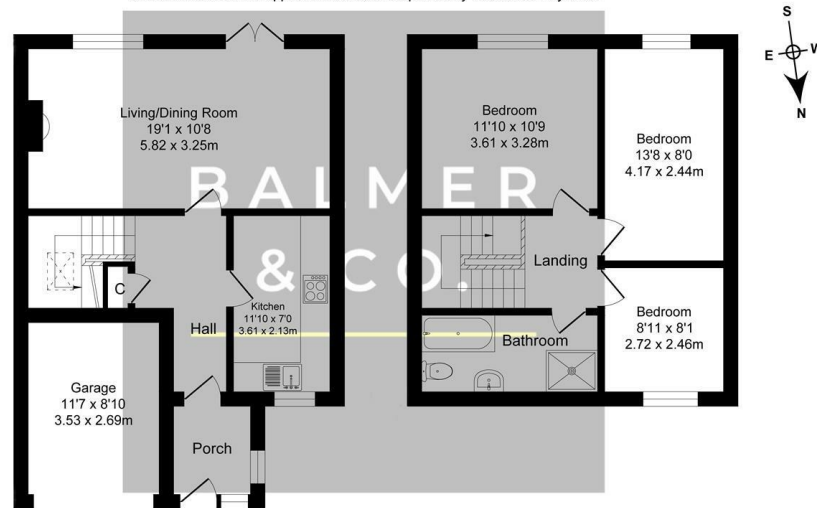 S
E W
N
Living/Dining Room
19'1 x 10'8
5.82 x 3.25m
Bedroom
11'10 x 10'9
3.61 x 3.28m
Bedroom
13'8 x 8'0
4.17 x 2.44m
BALMER
& CO.
C
Hall
Kitchen
11'10 x 7'0
3.61 x 2.13m
Landing
Bedroom
8'11 x 8'1
2.72 x 2.46m
Bathroom
Garage
11'7 x 8'10
3.53 x 2.69m
Porch